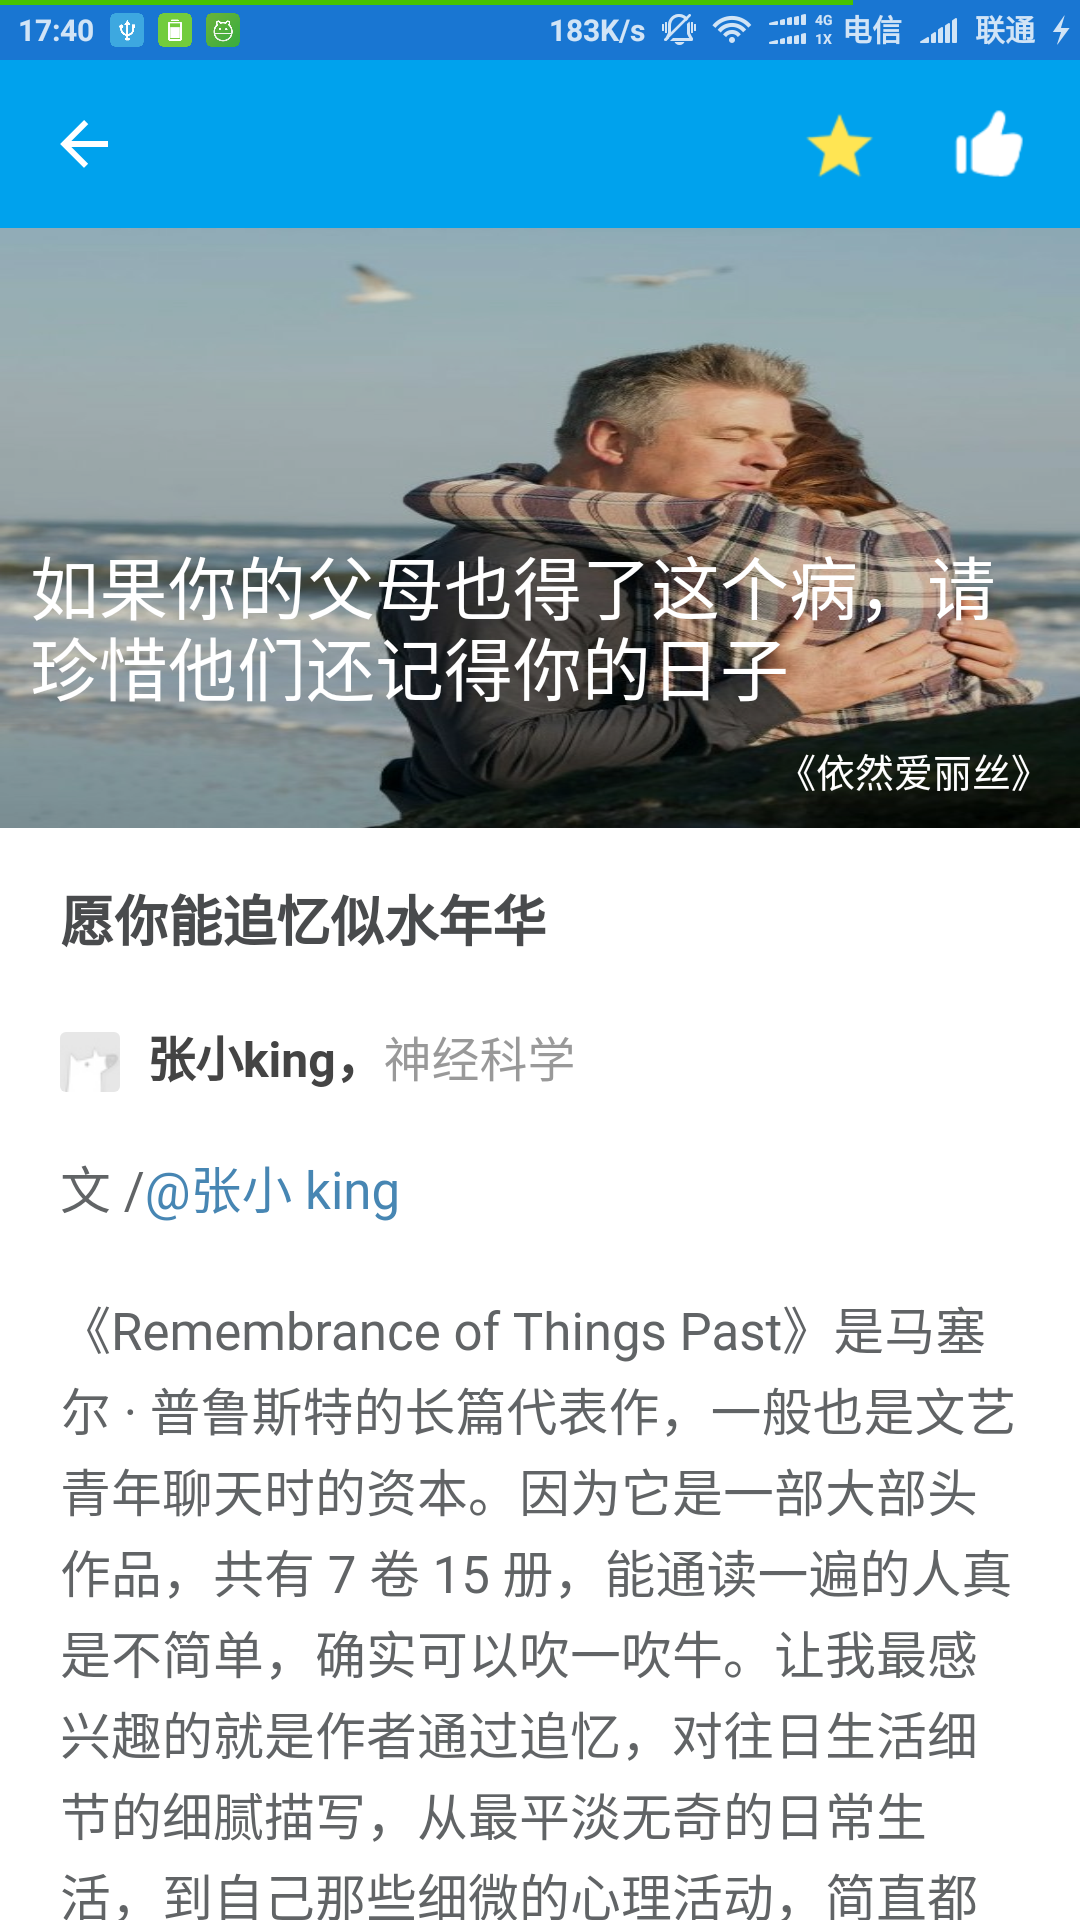 17:40
183K/s
4G
1X
电信
联通
如果你的父母也得了这个病，请
珍惜他们还记得你的日子
《依然爱丽丝》
愿你能追忆似水年华
张小king，神经科学
文 /@张小 king
《Remembrance of Things Past》是马塞
尔 · 普鲁斯特的长篇代表作，一般也是文艺
青年聊天时的资本。因为它是一部大部头
作品，共有 7 卷 15 册，能通读一遍的人真
是不简单，确实可以吹一吹牛。让我最感
兴趣的就是作者通过追忆，对往日生活细
节的细腻描写，从最平淡无奇的日常生
活，到自己那些细微的心理活动，简直都